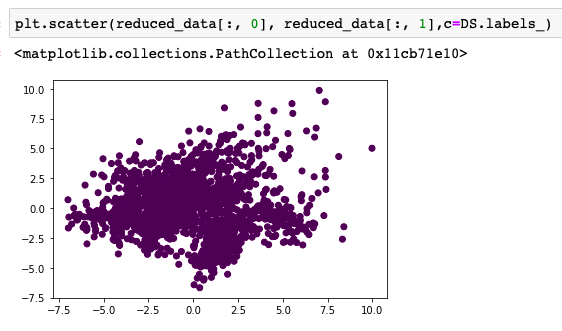 plt.scatter(reduced_data[:, 0], reduced_data[:, 1],c=DS.labels_)
<matplotlib.collections.PathCollection at 0x11cb71e10>
10.0
7.5
5.0
2.5
0.0
−2.5
−5.0
−7.5
−7.5 −5.0 −2.5 0.0 2.5 5.0 7.5 10.0